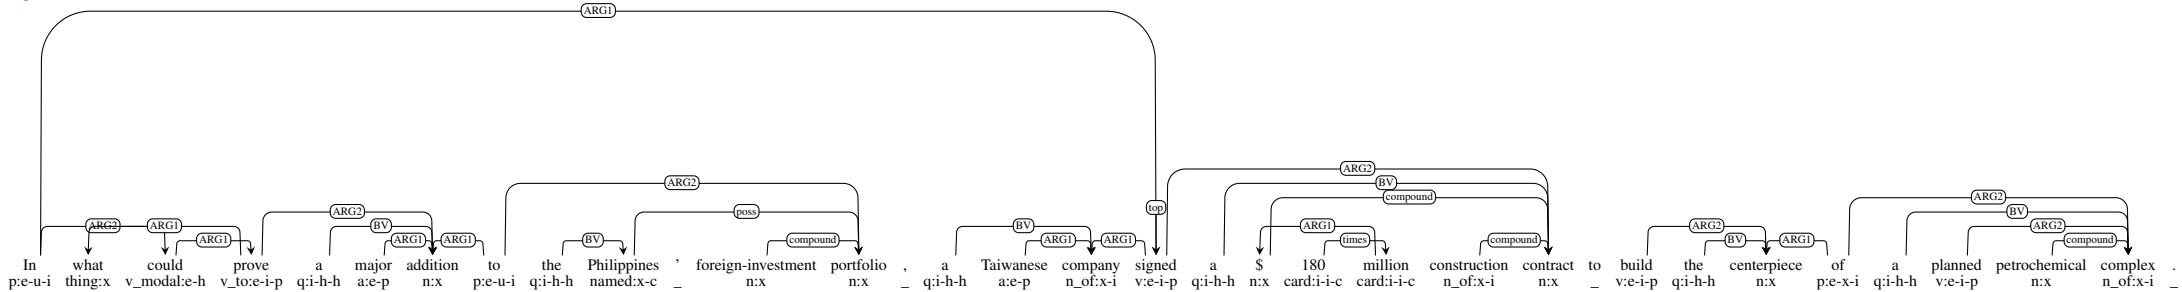 ARG1
top
ARG2
ARG2 BV
ARG2 compound ARG2
poss BV
ARG2 ARG1 BV BV ARG1 ARG2 ARG2
ARG1 ARG1 ARG1 BV compound ARG1 ARG1 times compound BV ARG1 compound
In what could prove a major addition to the Philippines ' foreign-investment portfolio , a Taiwanese company signed a $ 180 million construction contract to build the centerpiece of a planned petrochemical complex .
p:e-u-i thing:x v_modal:e-h v_to:e-i-p q:i-h-h a:e-p n:x p:e-u-i q:i-h-h named:x-c _ n:x n:x _ q:i-h-h a:e-p n_of:x-i v:e-i-p q:i-h-h n:x card:i-i-c card:i-i-c n_of:x-i n:x _ v:e-i-p q:i-h-h n:x p:e-x-i q:i-h-h v:e-i-p n:x n_of:x-i _